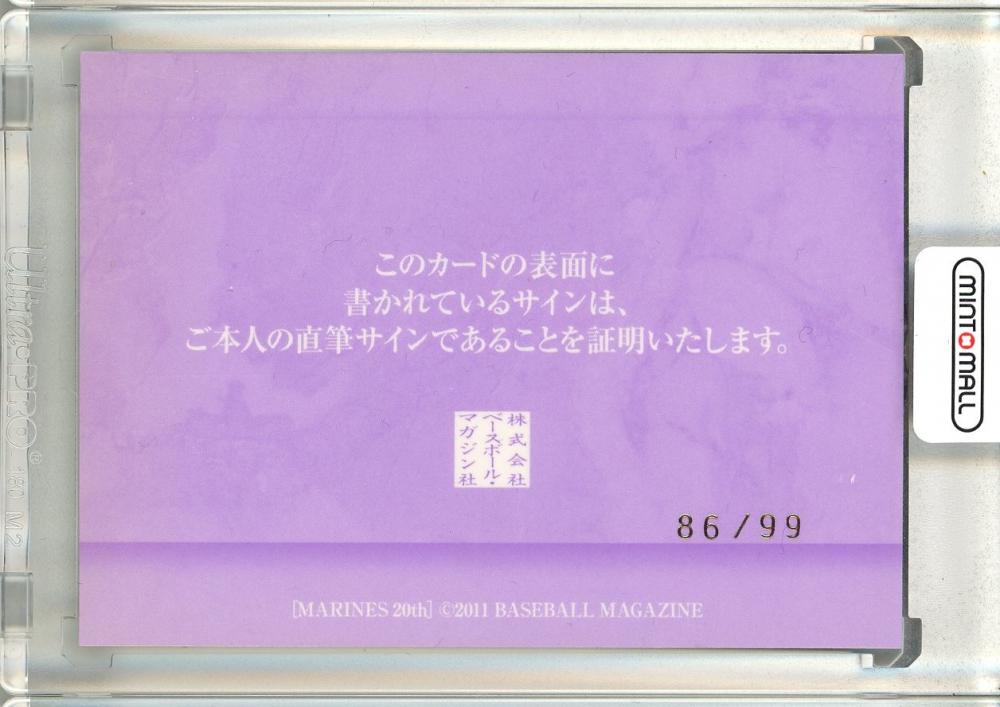 このカードの表面に
書かれているサインは、
ご本人の直筆サインであることを証明いたします。
株式会社
ベースボール・
マガジン社
86/99
[MARINES 20th] ©2011 BASEBALL MAGAZINE
MINTOMALL
Ultra·PRO® 180 M2